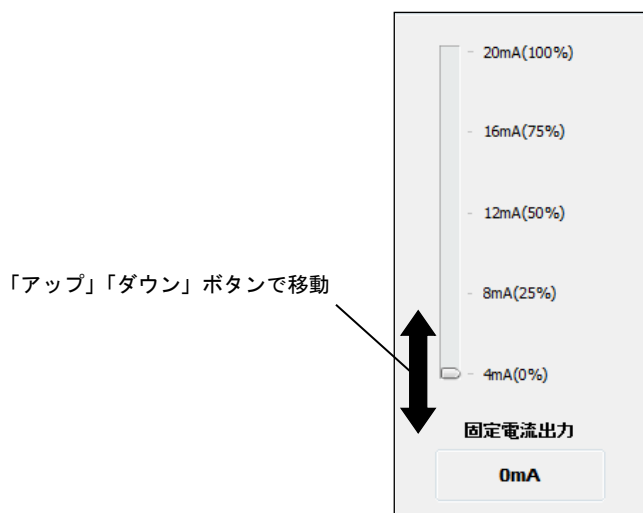 20mA(100%)
16mA(75%)
12mA(50%)
「アップ」「ダウン」ボタンで移動
8mA(25%)
4mA(0%)
固定電流出力
0mA